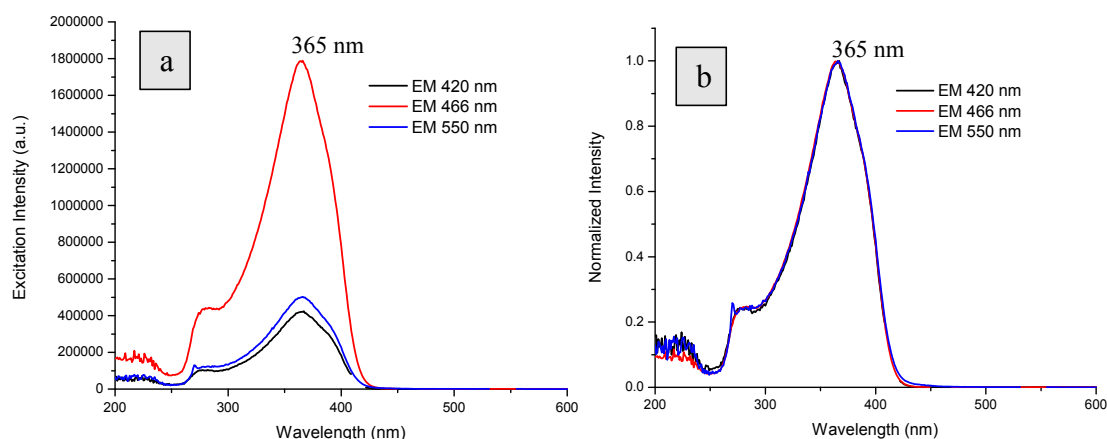 a
365 nm
EM 420 nm
EM 466 nm
EM 550 nm
Excitation Intensity (a.u.)
2000000
1800000
1600000
1400000
1200000
1000000
800000
600000
400000
200000
0
200 300 400 500 600
Wavelength (nm)
b
365 nm
EM 420 nm
EM 466 nm
EM 550 nm
Normalized Intensity
1.0
0.8
0.6
0.4
0.2
0.0
200 300 400 500 600
Wavelength (nm)